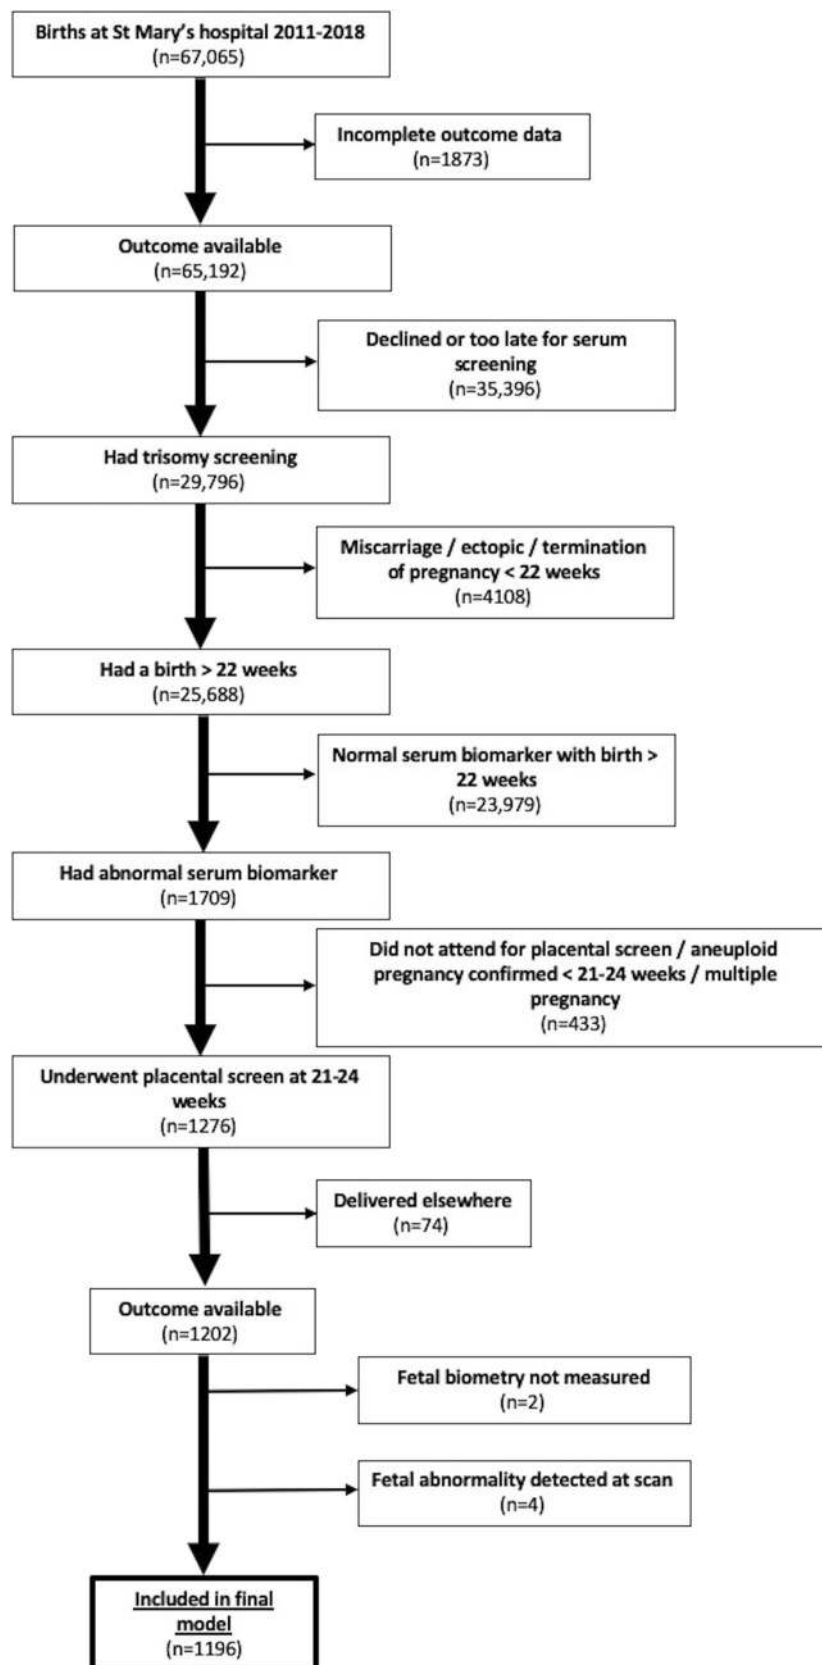 Births at St Mary's hospital 2011-2018
(n=67,065)
Incomplete outcome data
(n=1873)
Outcome available
(n=65,192)
Declined or too late for serum
screening
(n=35,396)
Had trisomy screening
(n=29,796)
Miscarriage / ectopic / termination
of pregnancy < 22 weeks
(n=4108)
Had a birth > 22 weeks
(n=25,688)
Normal serum biomarker with birth >
22 weeks
(n=23,979)
Had abnormal serum biomarker
(n=1709)
Did not attend for placental screen / aneuploid
pregnancy confirmed < 21-24 weeks / multiple
pregnancy
(n=433)
Underwent placental screen at 21-24
weeks
(n=1276)
Delivered elsewhere
(n=74)
Outcome available
(n=1202)
Fetal biometry not measured
(n=2)
Fetal abnormality detected at scan
(n=4)
Included in final
model
(n=1196)